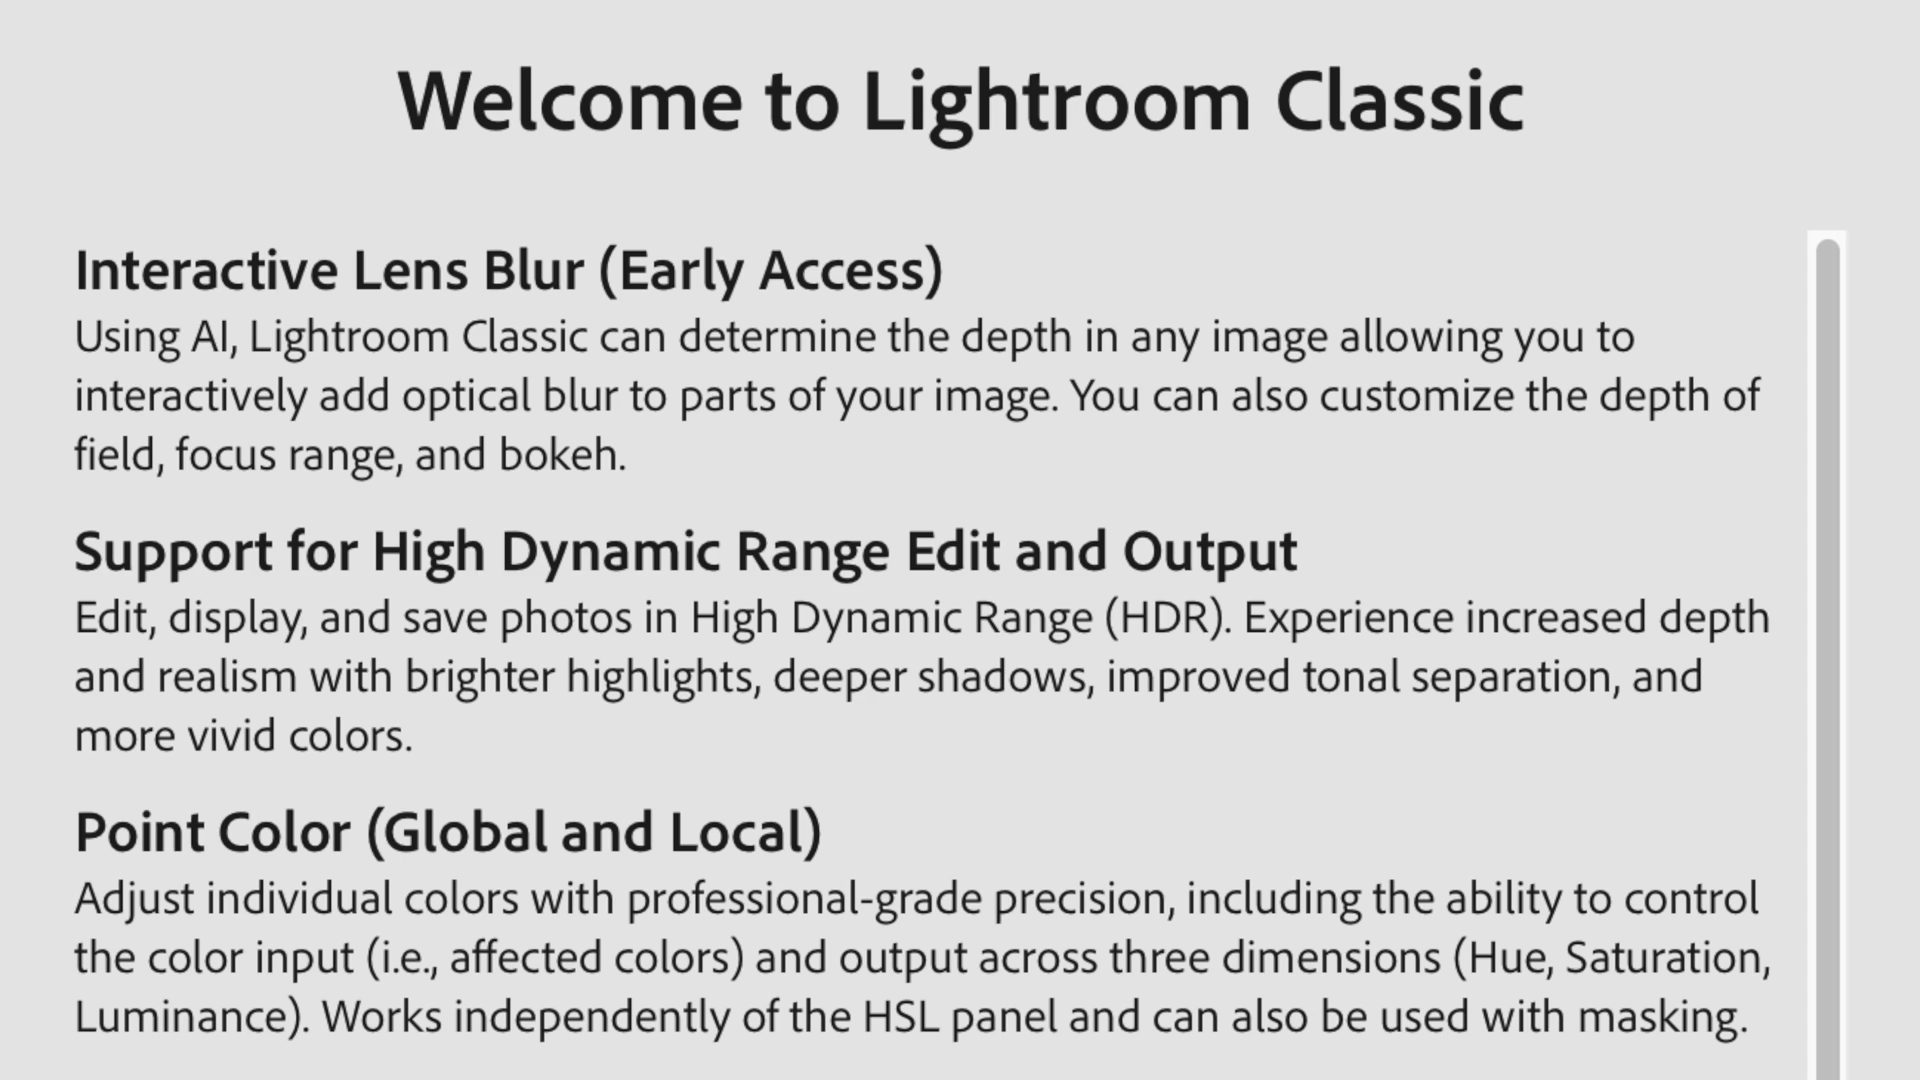 Welcome to Lightroom Classic
Interactive Lens Blur (Early Access)
Using AI, Lightroom Classic can determine the depth in any image allowing you to
interactively add optical blur to parts of your image. You can also customize the depth of
field, focus range, and bokeh.
Support for High Dynamic Range Edit and Output
Edit, display, and save photos in High Dynamic Range (HDR). Experience increased depth
and realism with brighter highlights, deeper shadows, improved tonal separation, and
more vivid colors.
Point Color (Global and Local)
Adjust individual colors with professional-grade precision, including the ability to control
the color input (i.e., affected colors) and output across three dimensions (Hue, Saturation,
Luminance). Works independently of the HSL panel and can also be used with masking.